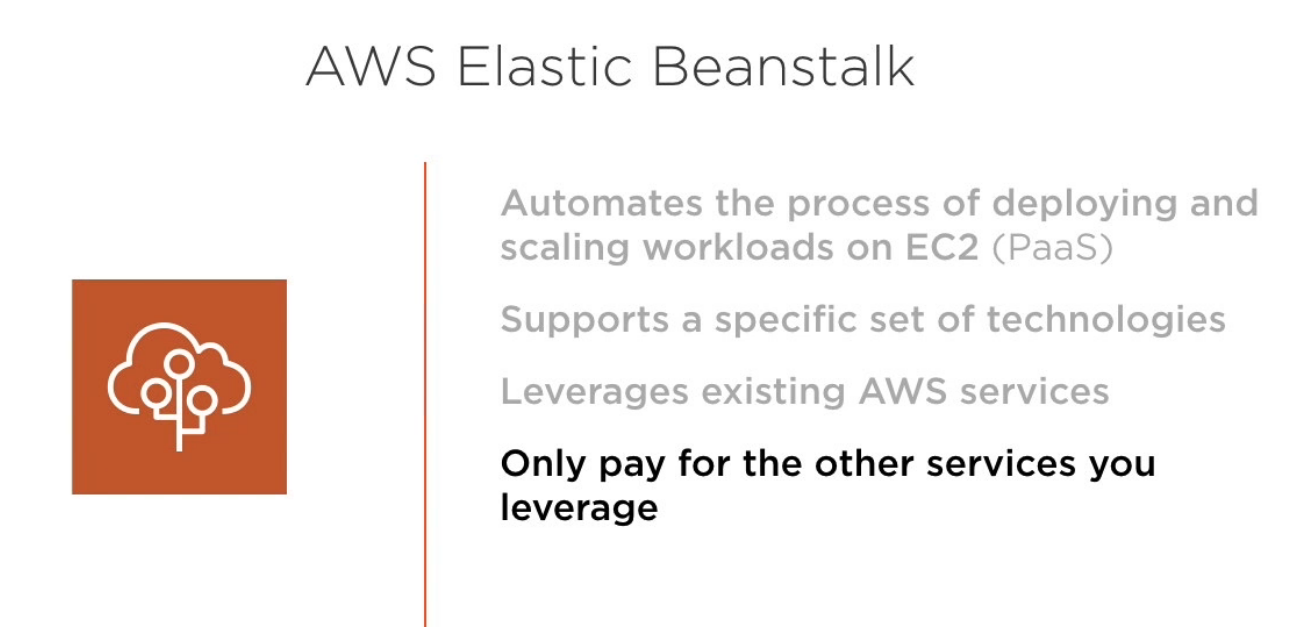 AWS Elastic Beanstalk
Automates the process of deploying and
scaling workloads on EC2 (PaaS)
Supports a specific set of technologies
Leverages existing AWS services
Only pay for the other services you
leverage